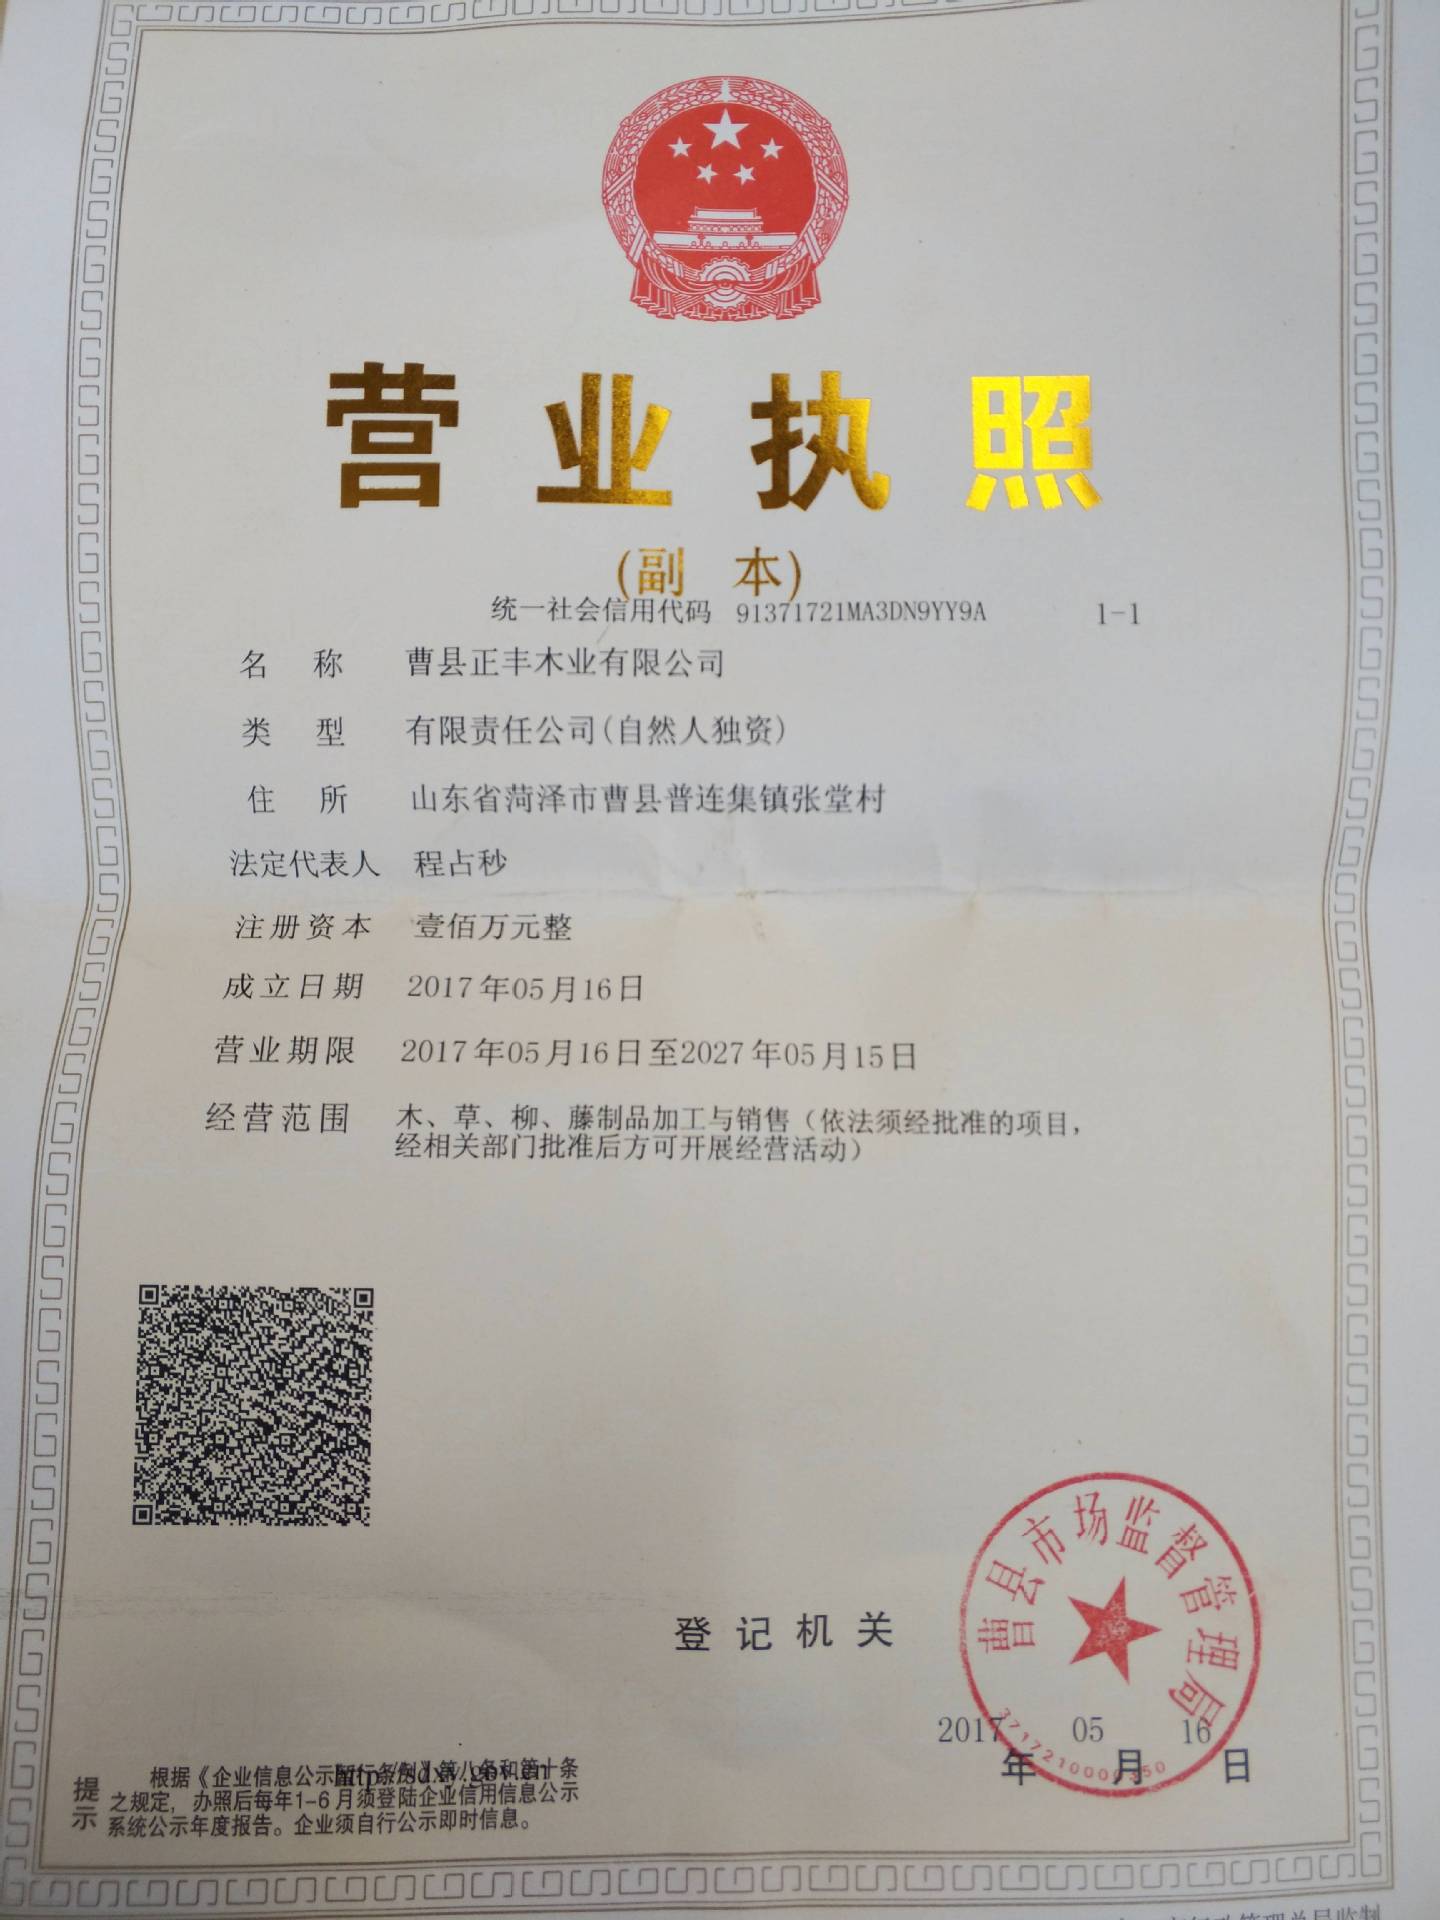 营业执照
(副 本)
统一社会信用代码 91371721MA3DN9YY9A 1-1
名 称 曹县正丰木业有限公司
类 型 有限责任公司(自然人独资)
住 所 山东省菏泽市曹县普连集镇张堂村
法定代表人 程占秒
注册资本 壹佰万元整
成立日期 2017年05月16日
营业期限 2017年05月16日至2027年05月15日
经营范围 木、草、柳、藤制品加工与销售（依法须经批准的项目，
经相关部门批准后方可开展经营活动）
登记机关
曹县市场监督管理局
2017 05 16
年 月 日
提示
根据《企业信息公示暂行条例》第八条和第十条
http://sdxy.gov.cn
之规定，办照后每年1-6月须登陆企业信用信息公示
系统公示年度报告。企业须自行公示即时信息。